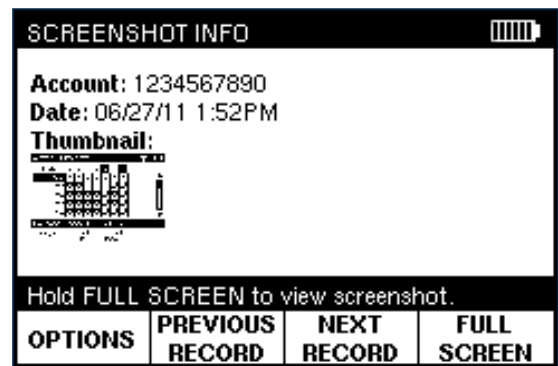 SCREENSHOT INFO
Account: 1234567890
Date: 06/27/11 1:52PM
Thumbnail:
Hold FULL SCREEN to view screenshot.
OPTIONS
PREVIOUS
RECORD
NEXT
RECORD
FULL
SCREEN